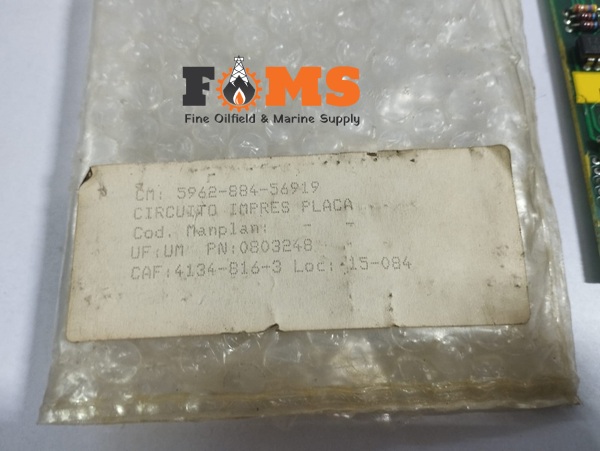 FOMS
Fine Oilfield & Marine Supply
CM: 5962-884-56919
CIRCUITO IMPRES PLACA
Cod. Manplan: - -
UF:UM PN:0803248 -
CAF:4134-816-3 Loc: 15-084